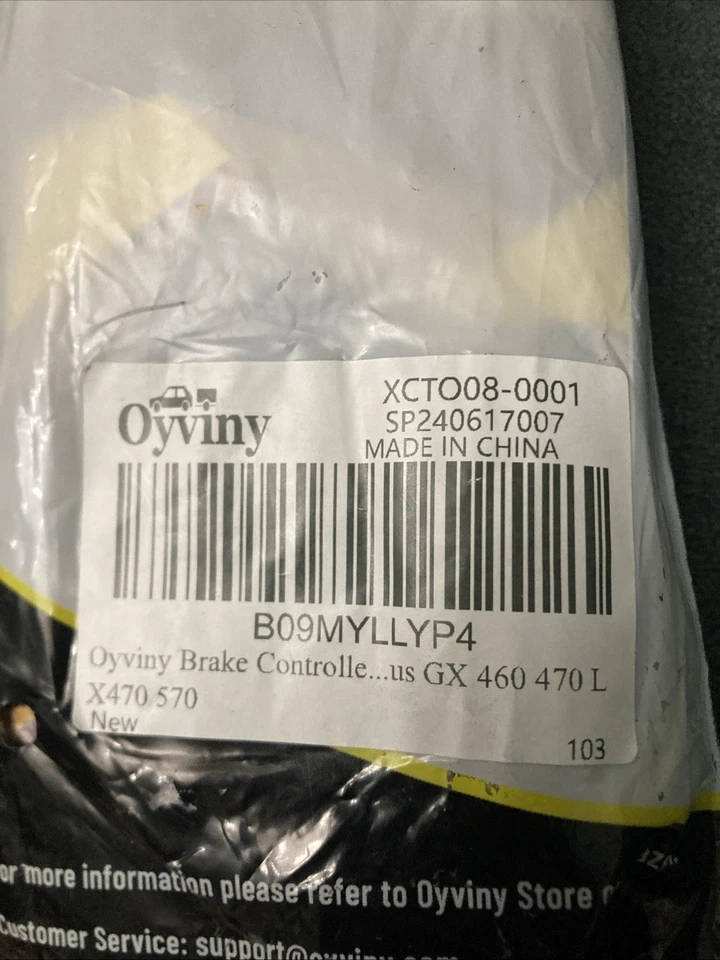 Oyviny
XCTO08-0001
SP240617007
MADE IN CHINA
B09MYLLYP4
Oyviny Brake Controlle...us GX 460 470 L
X470 570
New
103
or more information please refer to Oyviny Store
Customer Service: